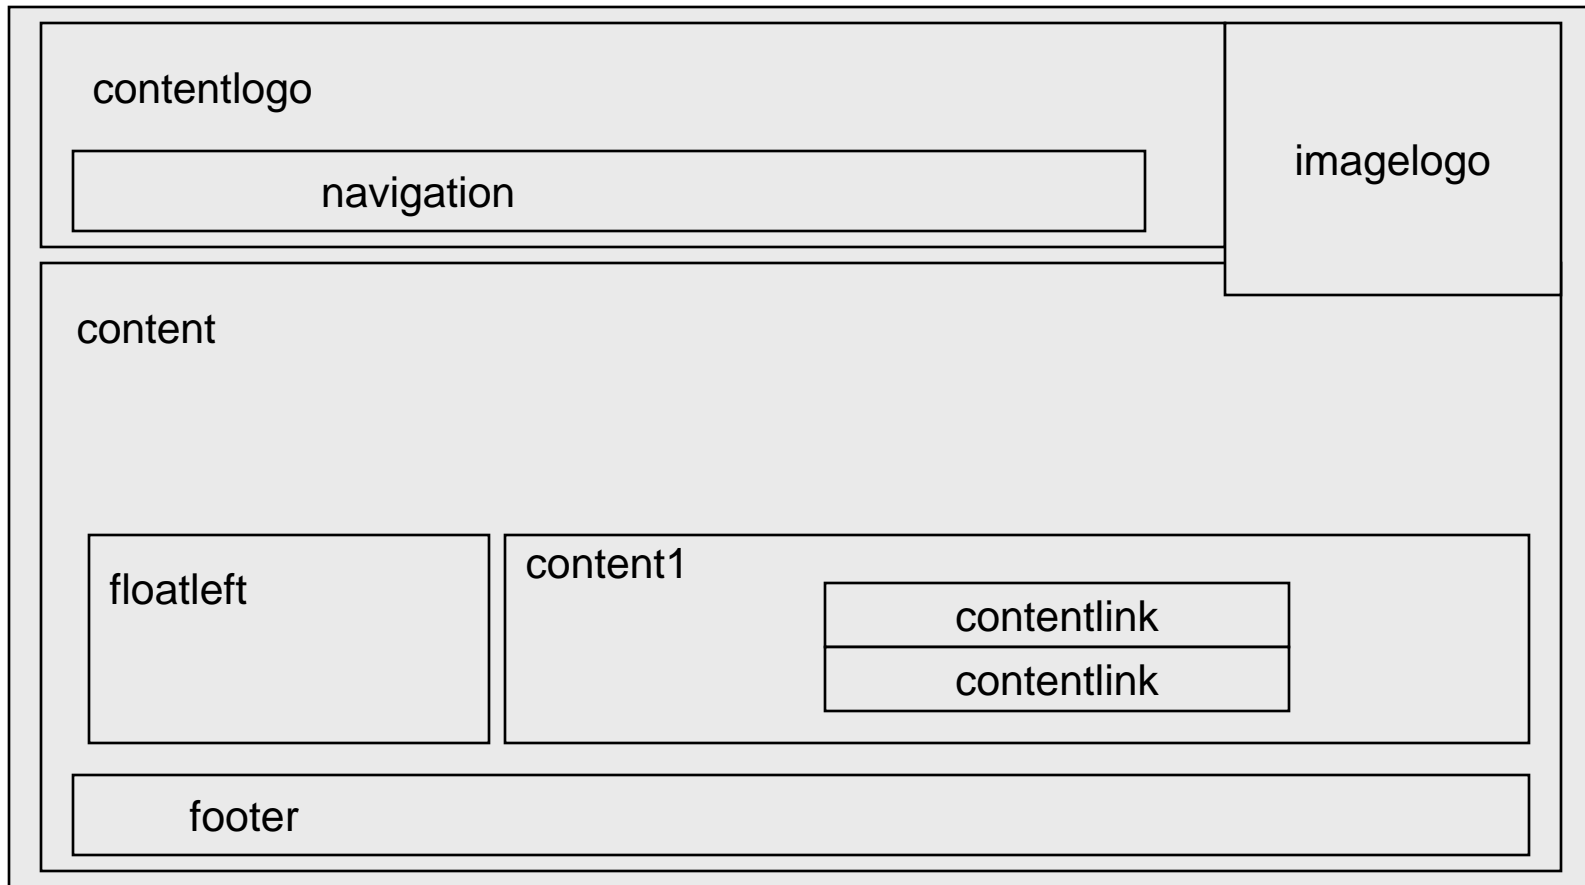 contentlogo
imagelogo
navigation
content
floatleft
content1
contentlink
contentlink
footer